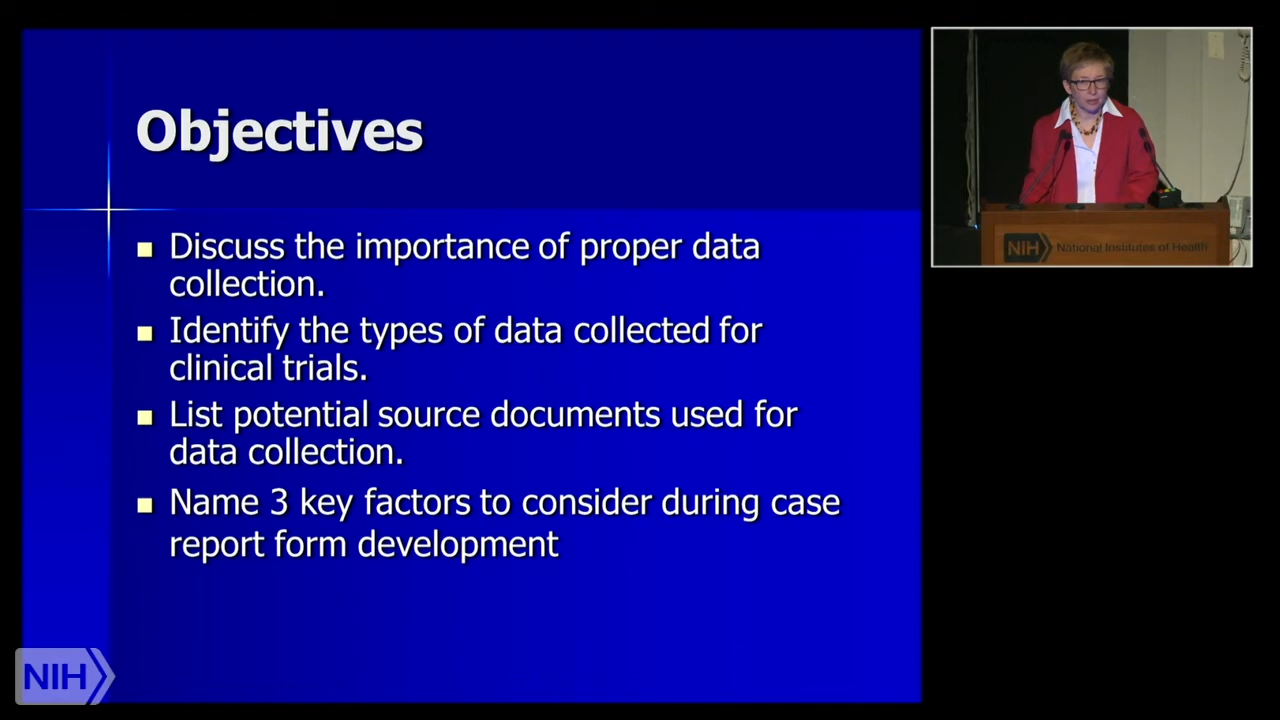 Objectives
Discuss the importance of proper data
collection.
Identify the types of data collected for
clinical trials.
List potential source documents used for
data collection.
Name 3 key factors to consider during case
report form development
NIH National Institutes of Health
NIH